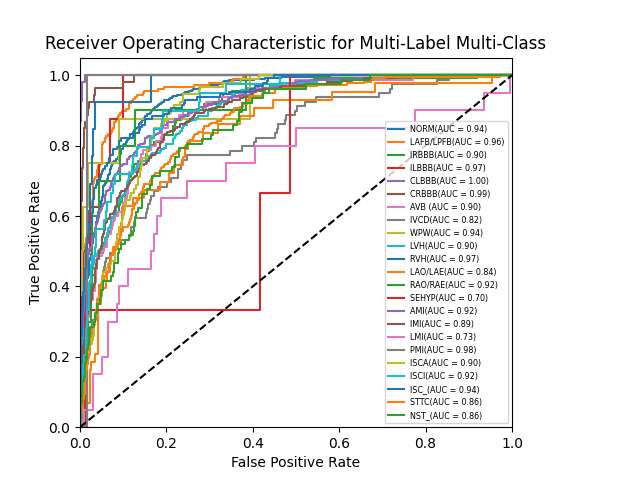 Receiver Operating Characteristic for Multi-Label Multi-Class
True Positive Rate
1.0
0.8
0.6
0.4
0.2
0.0
NORM(AUC = 0.94)
LAFB/LPFB(AUC = 0.96)
IRBBB(AUC = 0.90)
ILBBB(AUC = 0.97)
CLBBB(AUC = 1.00)
CRBBB(AUC = 0.99)
AVB (AUC = 0.90)
IVCD(AUC = 0.82)
WPW(AUC = 0.94)
LVH(AUC = 0.90)
RVH(AUC = 0.97)
LAO/LAE(AUC = 0.84)
RAO/RAE(AUC = 0.92)
SEHYP(AUC = 0.70)
AMI(AUC = 0.92)
IMI(AUC = 0.89)
LMI(AUC = 0.73)
PMI(AUC = 0.98)
ISCA(AUC = 0.90)
ISCI(AUC = 0.92)
ISC_(AUC = 0.94)
STTC(AUC = 0.86)
NST_(AUC = 0.86)
0.0 0.2 0.4 0.6 0.8 1.0
False Positive Rate